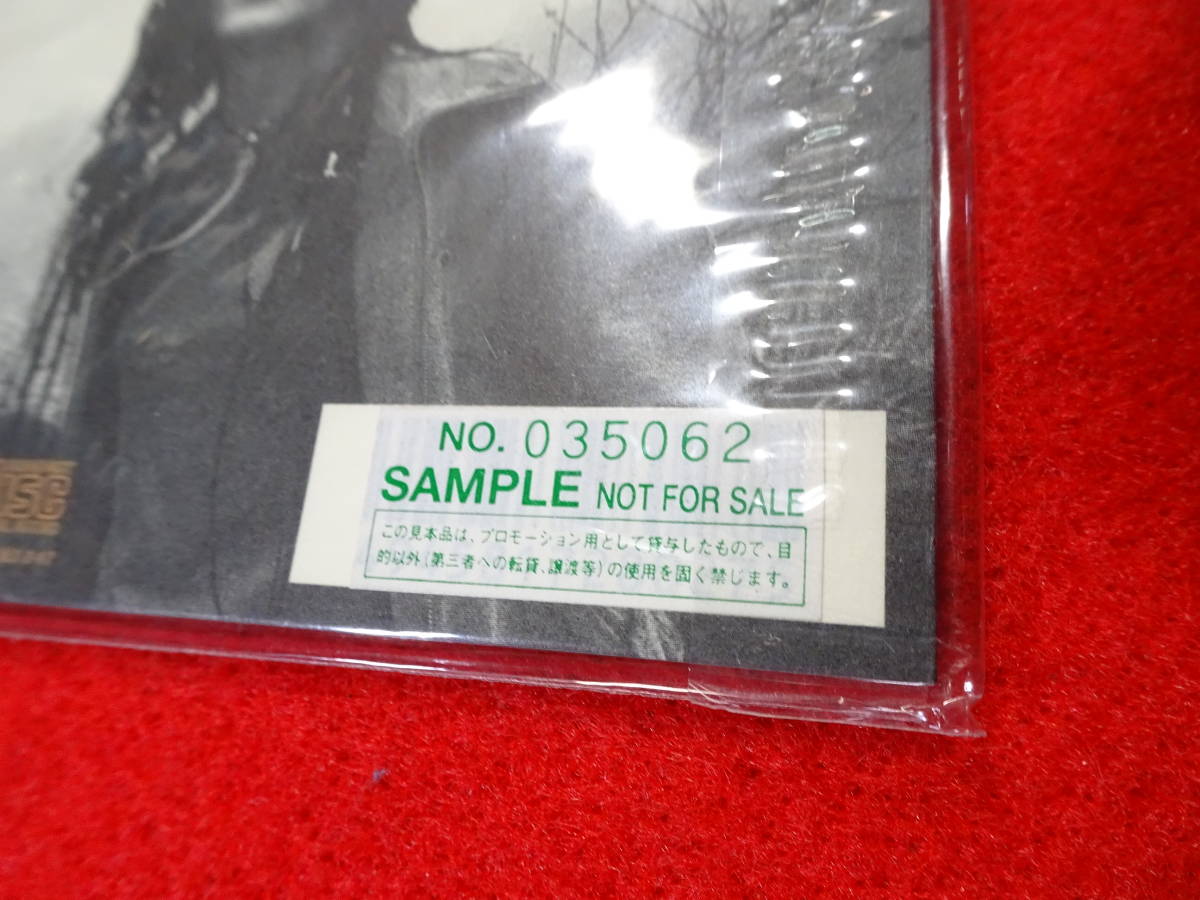 NO. 035062
SAMPLE NOT FOR SALE
この見本品は、プロモーション用として貸与したもので、目
的以外(第三者への転貸、譲渡等)の使用を固く禁じます。